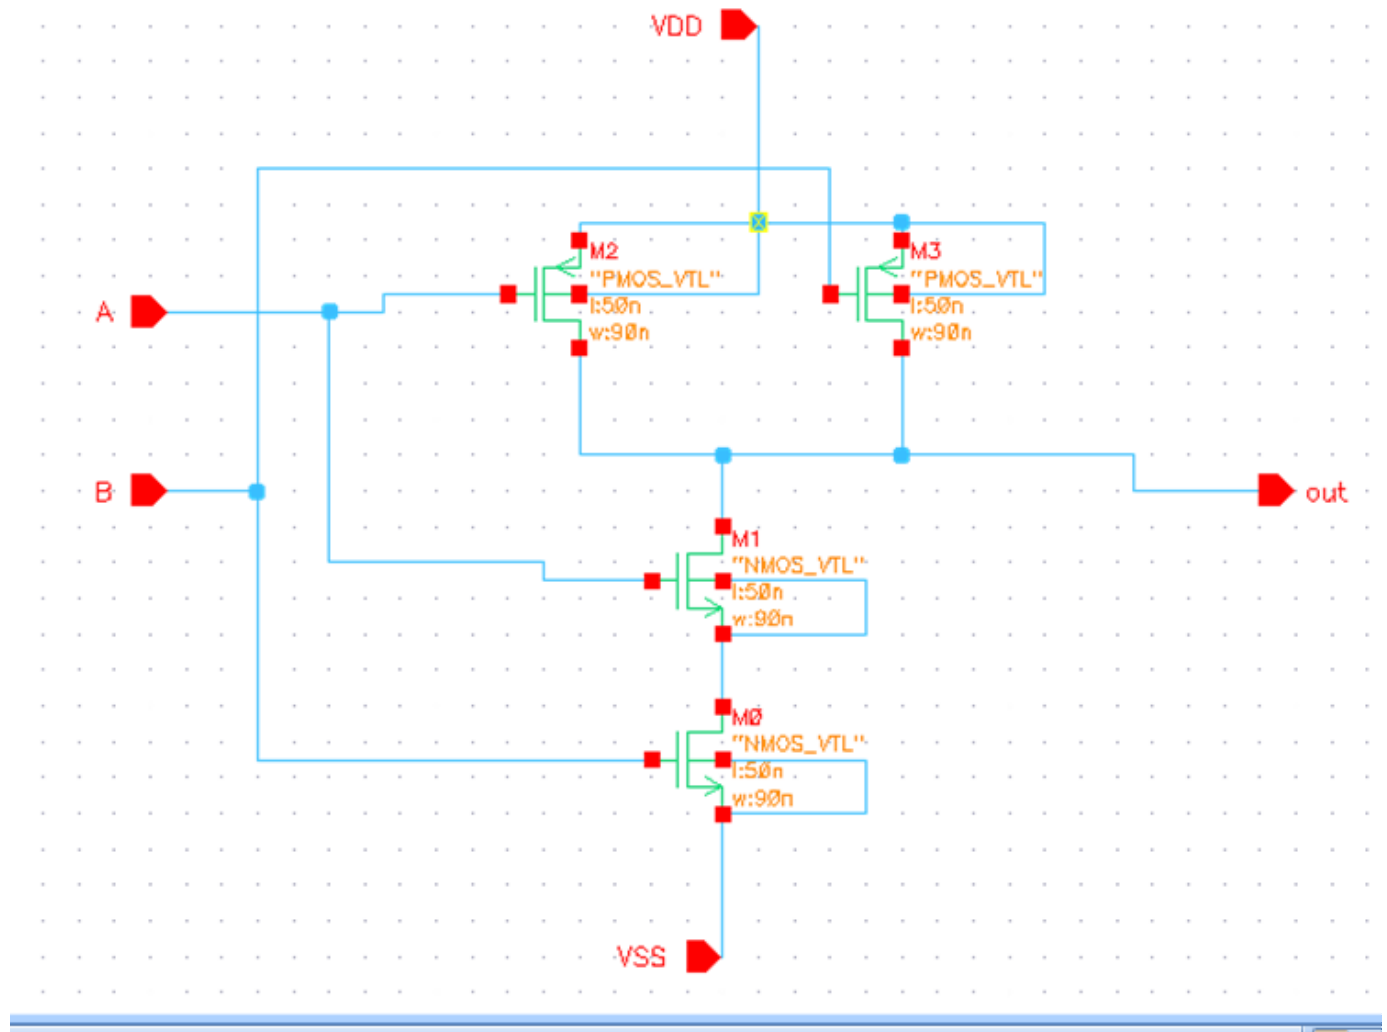 VDD
M2
"PMOS_VTL"
l:50n
w:90n
M3
"PMOS_VTL"
l:50n
w:90n
A
B
out
M1
"NMOS_VTL"
l:50n
w:90n
M0
"NMOS_VTL"
l:50n
w:90n
VSS